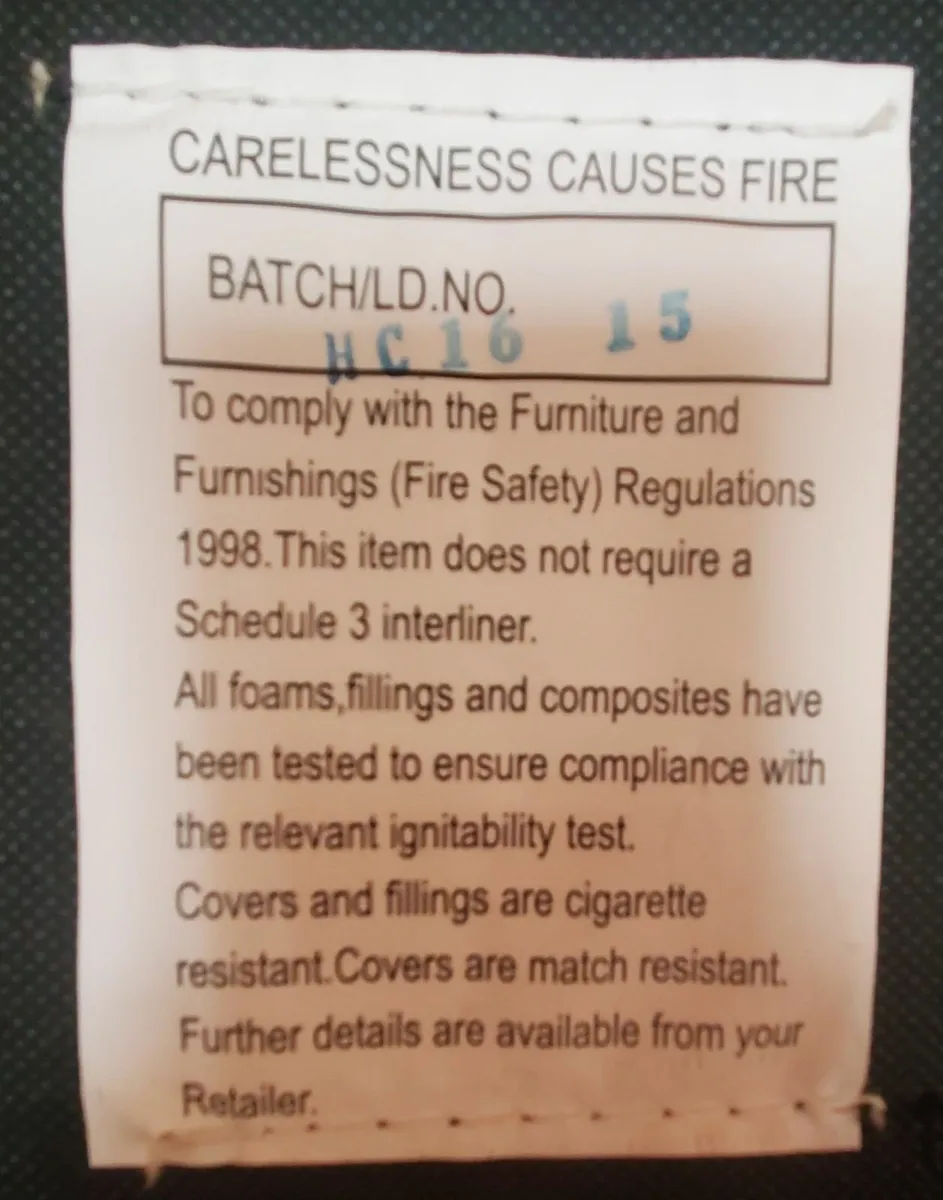 CARELESSNESS CAUSES FIRE
BATCH/LD.NO.
HC16 15
To comply with the Furniture and
Furnishings (Fire Safety) Regulations
1998.This item does not require a
Schedule 3 interliner.
All foams,fillings and composites have
been tested to ensure compliance with
the relevant ignitability test.
Covers and fillings are cigarette
resistant.Covers are match resistant.
Further details are available from your
Retailer.